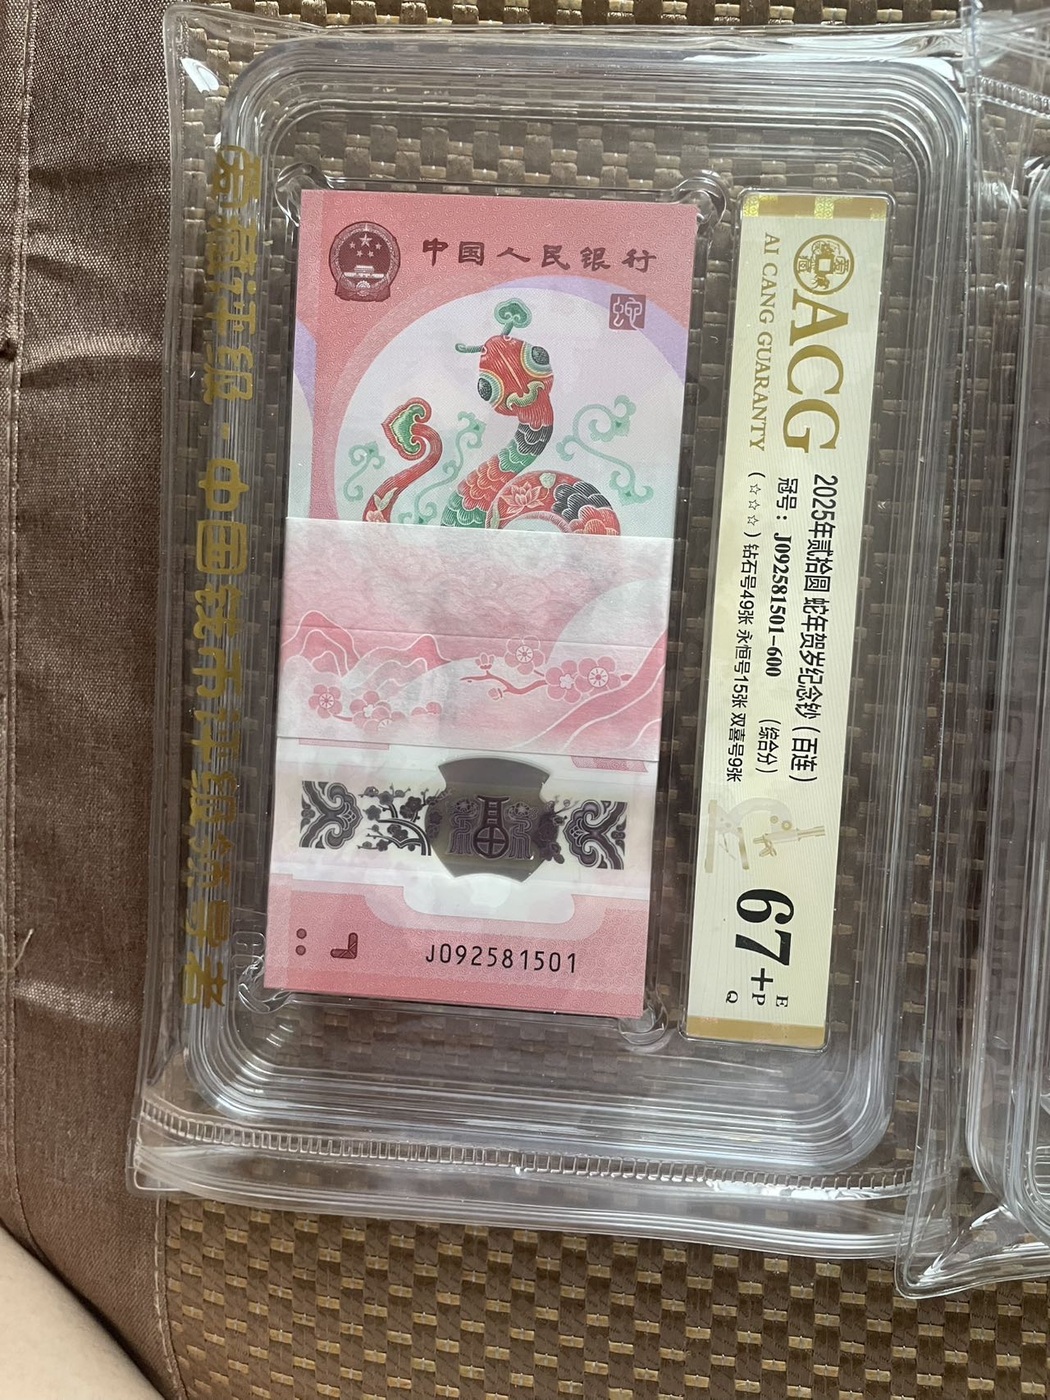 中国人民银行
蛇
J092581501
ACG
AI CANG GUARANTY
2025年贰拾圆 蛇年贺岁纪念钞（百连）
冠号：J092581501-600 （综合分）
(☆☆☆) 钻石号49张 永恒号15张 双喜号9张
67+
E
P
Q
爱藏评级·中国钱币评级领导者